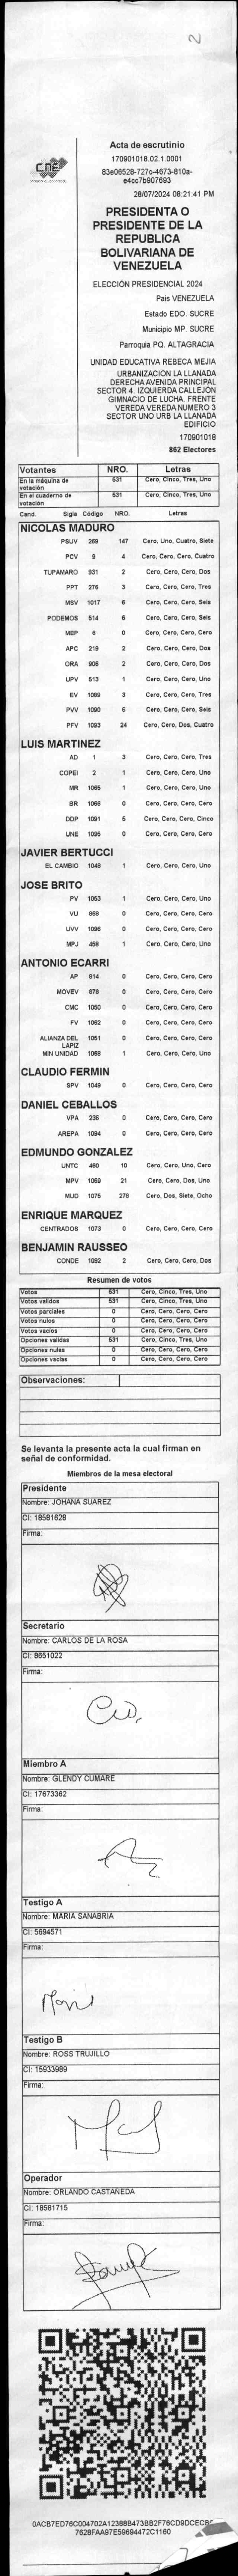 2
CNE
Acta de escrutinio
170901018.02.1.0001
83e06528-727c-4673-810a-
e4cc7b907693
28/07/2024 08:21:41 PM
PRESIDENTA O
PRESIDENTE DE LA
REPUBLICA
BOLIVARIANA DE
VENEZUELA
ELECCIÓN PRESIDENCIAL 2024
País VENEZUELA
Estado EDO. SUCRE
Municipio MP. SUCRE
Parroquia PQ. ALTAGRACIA
UNIDAD EDUCATIVA REBECA MEJIA
URBANIZACION LA LLANADA
DERECHA AVENIDA PRINCIPAL
SECTOR 4. IZQUIERDA CALLEJÓN
GIMNACIO DE LUCHA. FRENTE
VEREDA VEREDA NUMERO 3
SECTOR UNO URB LA LLANADA
EDIFICIO
170901018
862 Electores
Votantes NRO. Letras
En la máquina de votación 531 Cero, Cinco, Tres, Uno
En el cuaderno de votación 531 Cero, Cinco, Tres, Uno
Cand. Sigla Código NRO. Letras
NICOLAS MADURO
PSUV 269 147 Cero, Uno, Cuatro, Siete
PCV 9 4 Cero, Cero, Cero, Cuatro
TUPAMARO 931 2 Cero, Cero, Cero, Dos
PPT 276 3 Cero, Cero, Cero, Tres
MSV 1017 6 Cero, Cero, Cero, Seis
PODEMOS 514 6 Cero, Cero, Cero, Seis
MEP 6 0 Cero, Cero, Cero, Cero
APC 219 2 Cero, Cero, Cero, Dos
ORA 906 2 Cero, Cero, Cero, Dos
UPV 513 1 Cero, Cero, Cero, Uno
EV 1089 3 Cero, Cero, Cero, Tres
PVV 1090 6 Cero, Cero, Cero, Seis
PFV 1093 24 Cero, Cero, Dos, Cuatro
LUIS MARTINEZ
AD 1 3 Cero, Cero, Cero, Tres
COPEI 2 1 Cero, Cero, Cero, Uno
MR 1065 1 Cero, Cero, Cero, Uno
BR 1066 0 Cero, Cero, Cero, Cero
DDP 1091 5 Cero, Cero, Cero, Cinco
UNE 1095 0 Cero, Cero, Cero, Cero
JAVIER BERTUCCI
EL CAMBIO 1048 1 Cero, Cero, Cero, Uno
JOSE BRITO
PV 1053 1 Cero, Cero, Cero, Uno
VU 868 0 Cero, Cero, Cero, Cero
UVV 1096 0 Cero, Cero, Cero, Cero
MPJ 458 1 Cero, Cero, Cero, Uno
ANTONIO ECARRI
AP 814 0 Cero, Cero, Cero, Cero
MOVEV 878 0 Cero, Cero, Cero, Cero
CMC 1050 0 Cero, Cero, Cero, Cero
FV 1062 0 Cero, Cero, Cero, Cero
ALIANZA DEL LAPIZ 1051 0 Cero, Cero, Cero, Cero
MIN UNIDAD 1068 1 Cero, Cero, Cero, Uno
CLAUDIO FERMIN
SPV 1049 0 Cero, Cero, Cero, Cero
DANIEL CEBALLOS
VPA 236 0 Cero, Cero, Cero, Cero
AREPA 1094 0 Cero, Cero, Cero, Cero
EDMUNDO GONZALEZ
UNTC 460 10 Cero, Cero, Uno, Cero
MPV 1069 21 Cero, Cero, Dos, Uno
MUD 1075 278 Cero, Dos, Siete, Ocho
ENRIQUE MARQUEZ
CENTRADOS 1073 0 Cero, Cero, Cero, Cero
BENJAMIN RAUSSEO
CONDE 1092 2 Cero, Cero, Cero, Dos
Resumen de votos
Votos 531 Cero, Cinco, Tres, Uno
Votos validos 531 Cero, Cinco, Tres, Uno
Votos parciales 0 Cero, Cero, Cero, Cero
Votos nulos 0 Cero, Cero, Cero, Cero
Votos vacíos 0 Cero, Cero, Cero, Cero
Opciones validas 531 Cero, Cinco, Tres, Uno
Opciones nulas 0 Cero, Cero, Cero, Cero
Opciones vacías 0 Cero, Cero, Cero, Cero
Observaciones:
Se levanta la presente acta la cual firman en
señal de conformidad.
Miembros de la mesa electoral
Presidente
Nombre: JOHANA SUAREZ
CI: 18581628
Firma:
Secretario
Nombre: CARLOS DE LA ROSA
CI: 8651022
Firma:
Miembro A
Nombre: GLENDY CUMARE
CI: 17673362
Firma:
Testigo A
Nombre: MARIA SANABRIA
CI: 5694571
Firma:
Testigo B
Nombre: ROSS TRUJILLO
CI: 15933989
Firma:
Operador
Nombre: ORLANDO CASTAÑEDA
CI: 18581715
Firma:
0ACB7ED76C004702A12388B473BB2F76CD9DCECBF
7628FAA97E59694472C1160